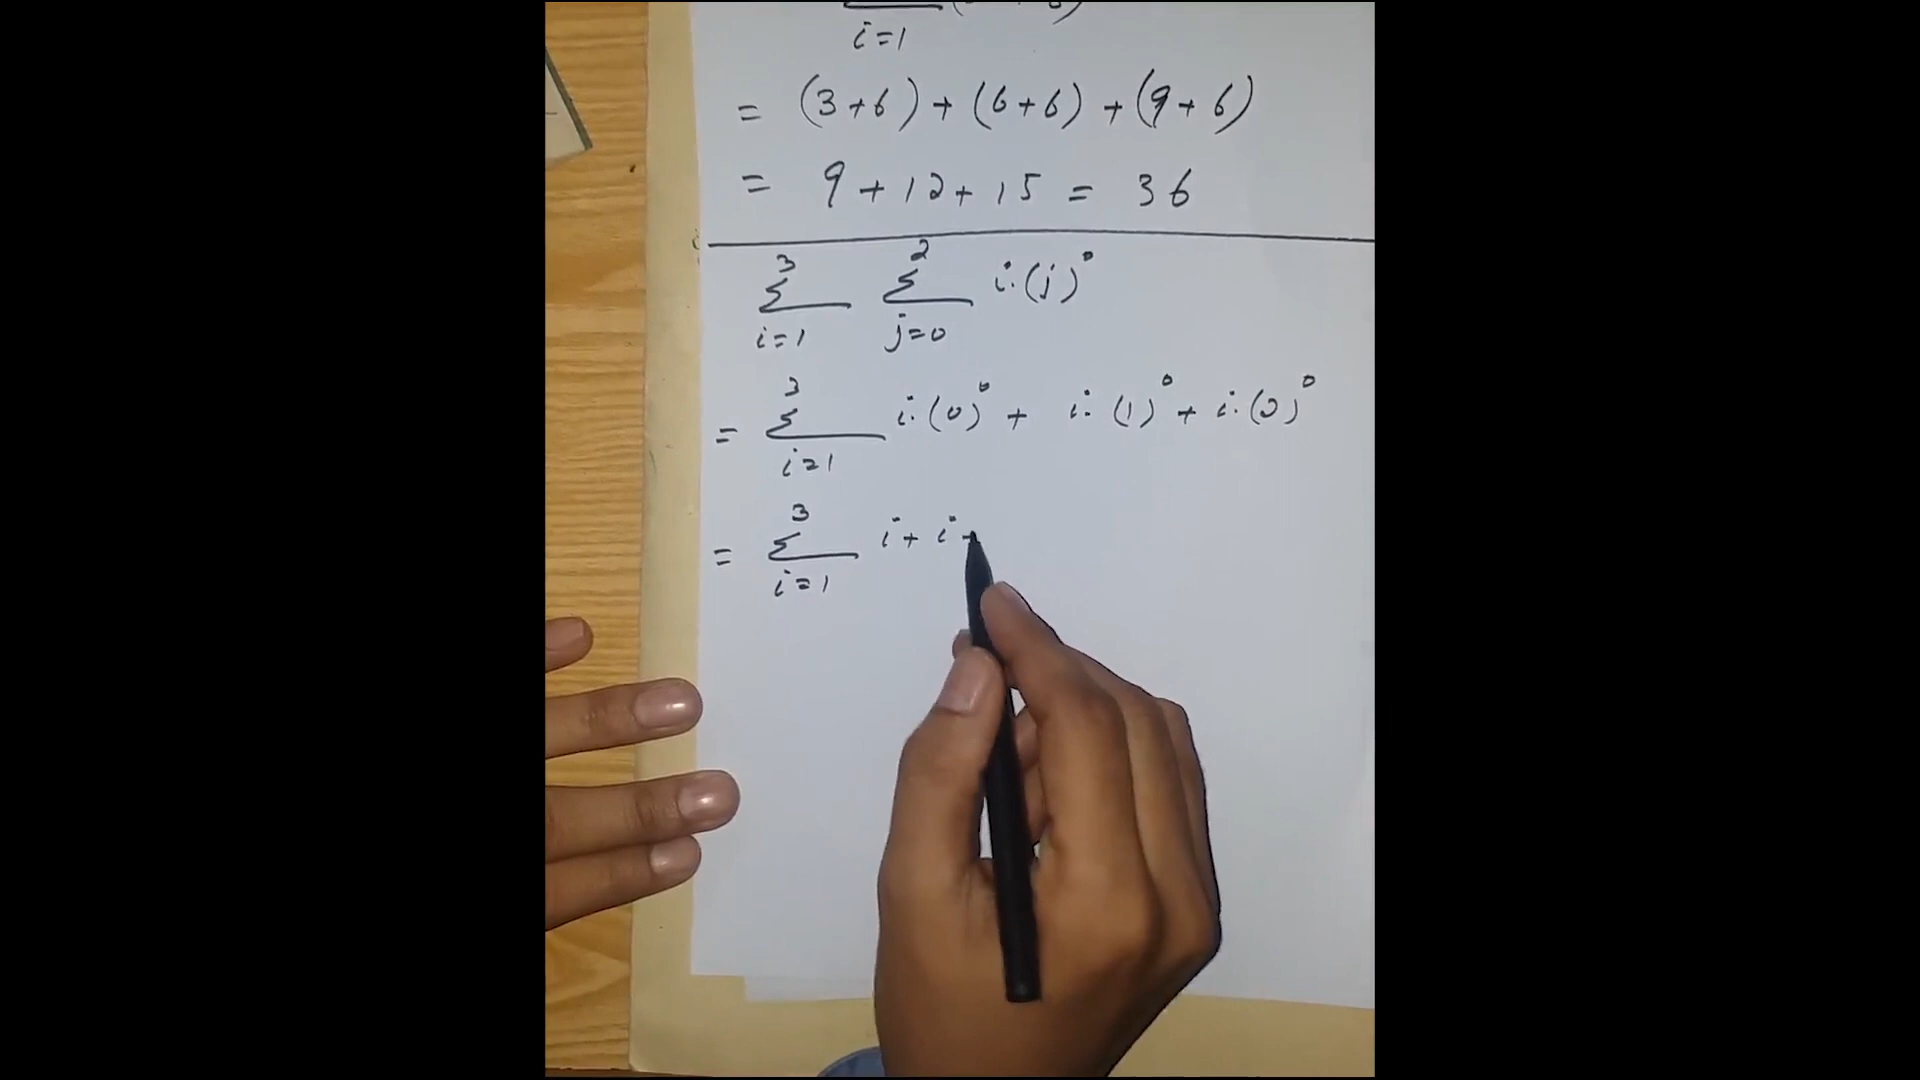 i=1
= (3+6) + (6+6) + (9+6)
= 9 + 12 + 15 = 36
3 2
Σ Σ i.(j)⁰
i=1 j=0
3
= Σ i.(0)⁰ + i.(1)⁰ + i.(2)⁰
i=1
3
= Σ i + i +
i=1